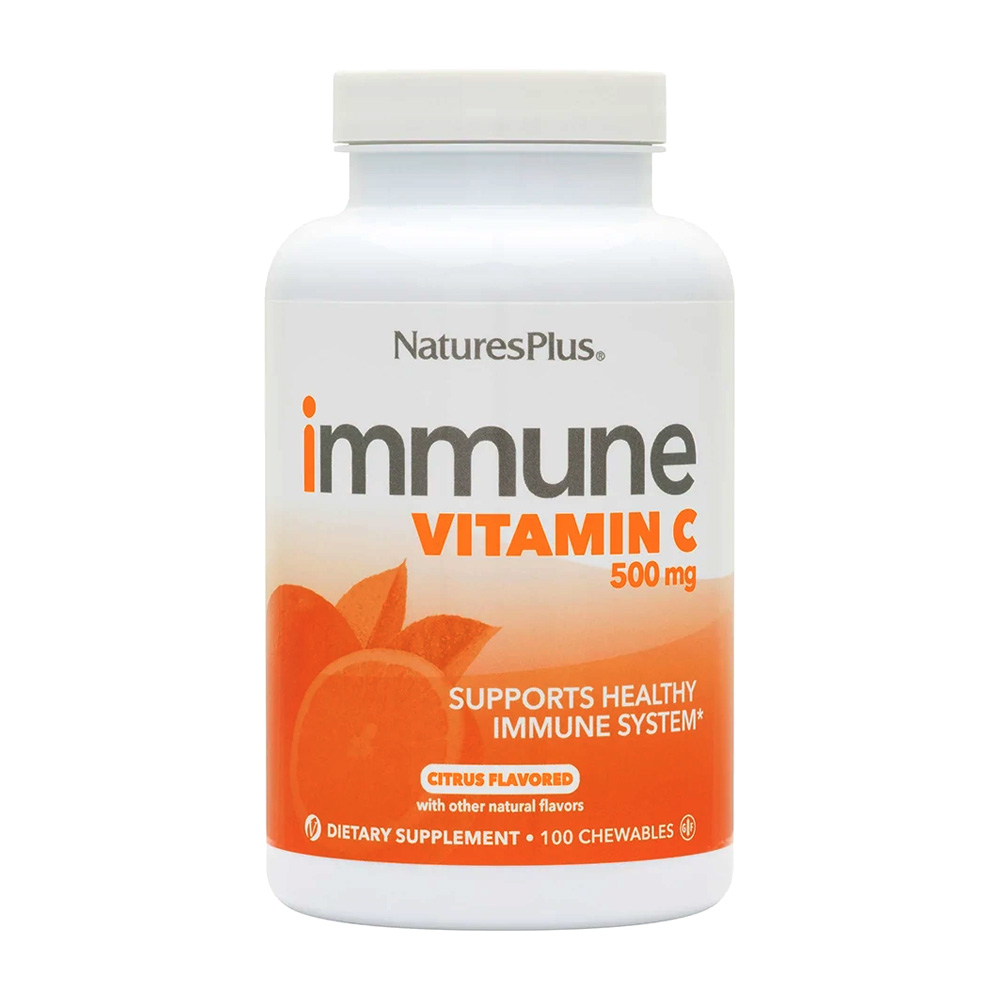 NaturesPlus®
immune
VITAMIN C
500 mg
SUPPORTS HEALTHY
IMMUNE SYSTEM*
CITRUS FLAVORED
with other natural flavors
V DIETARY SUPPLEMENT • 100 CHEWABLES GF